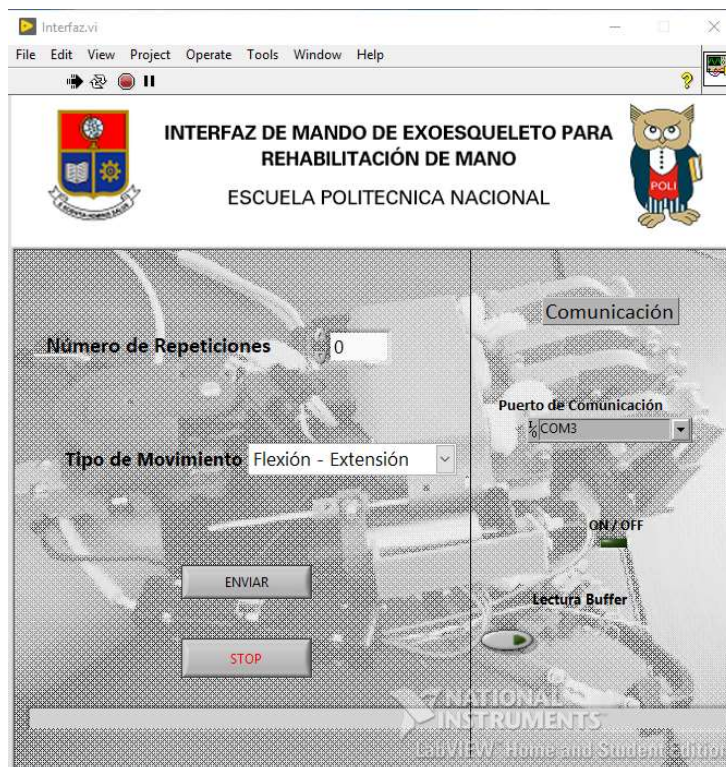 Interfaz.vi
File Edit View Project Operate Tools Window Help
INTERFAZ DE MANDO DE EXOESQUELETO PARA
REHABILITACIÓN DE MANO
ESCUELA POLITECNICA NACIONAL
POLI
Comunicación
Número de Repeticiones 0
Puerto de Comunicación
COM3
Tipo de Movimiento Flexión - Extensión
ON / OFF
ENVIAR
Lectura Buffer
STOP
NATIONAL
INSTRUMENTS
LabVIEW Home and Student Edition